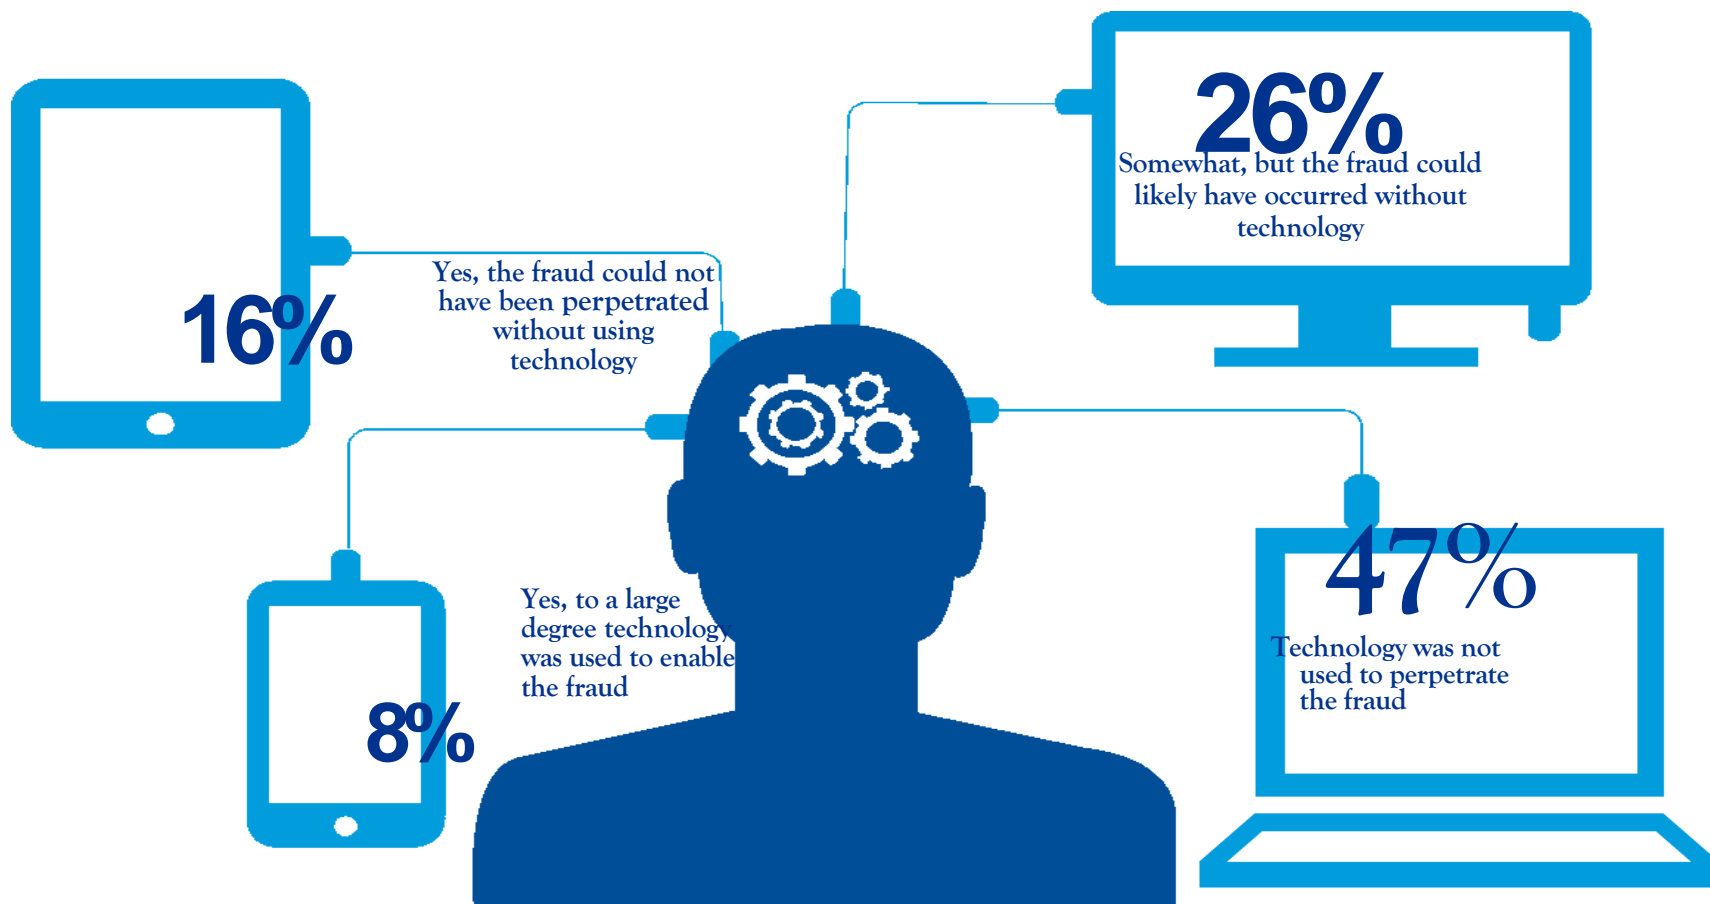 26%
Somewhat, but the fraud could
likely have occurred without
technology
16%
Yes, the fraud could not
have been perpetrated
without using
technology
47%
Technology was not
used to perpetrate
the fraud
8%
Yes, to a large
degree technology
was used to enable
the fraud